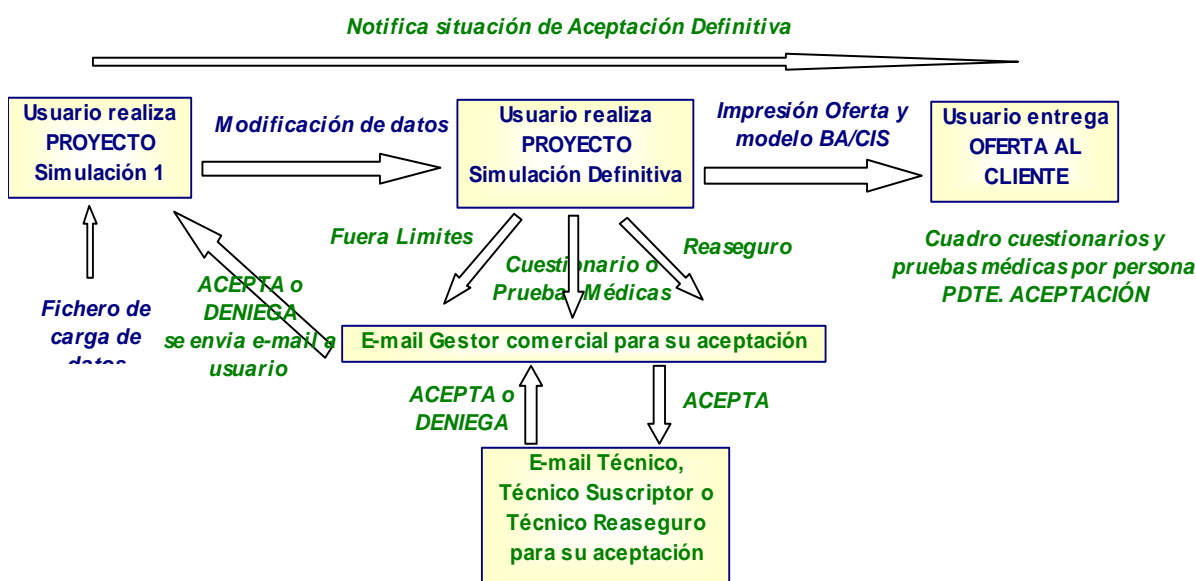 Notifica situación de Aceptación Definitiva
Usuario realiza
PROYECTO
Simulación 1
Modificación de datos
Usuario realiza
PROYECTO
Simulación Definitiva
Impresión Oferta y
modelo BA/CIS
Usuario entrega
OFERTA AL
CLIENTE
Fuera Limites
Cuestionario o
Pruebas Médicas
Reaseguro
Cuadro cuestionarios y
pruebas médicas por persona
PDTE. ACEPTACIÓN
Fichero de
carga de
datos
ACEPTA o
DENIEGA
se envia e-mail a
usuario
E-mail Gestor comercial para su aceptación
ACEPTA o
DENIEGA
ACEPTA
E-mail Técnico,
Técnico Suscriptor o
Técnico Reaseguro
para su aceptación